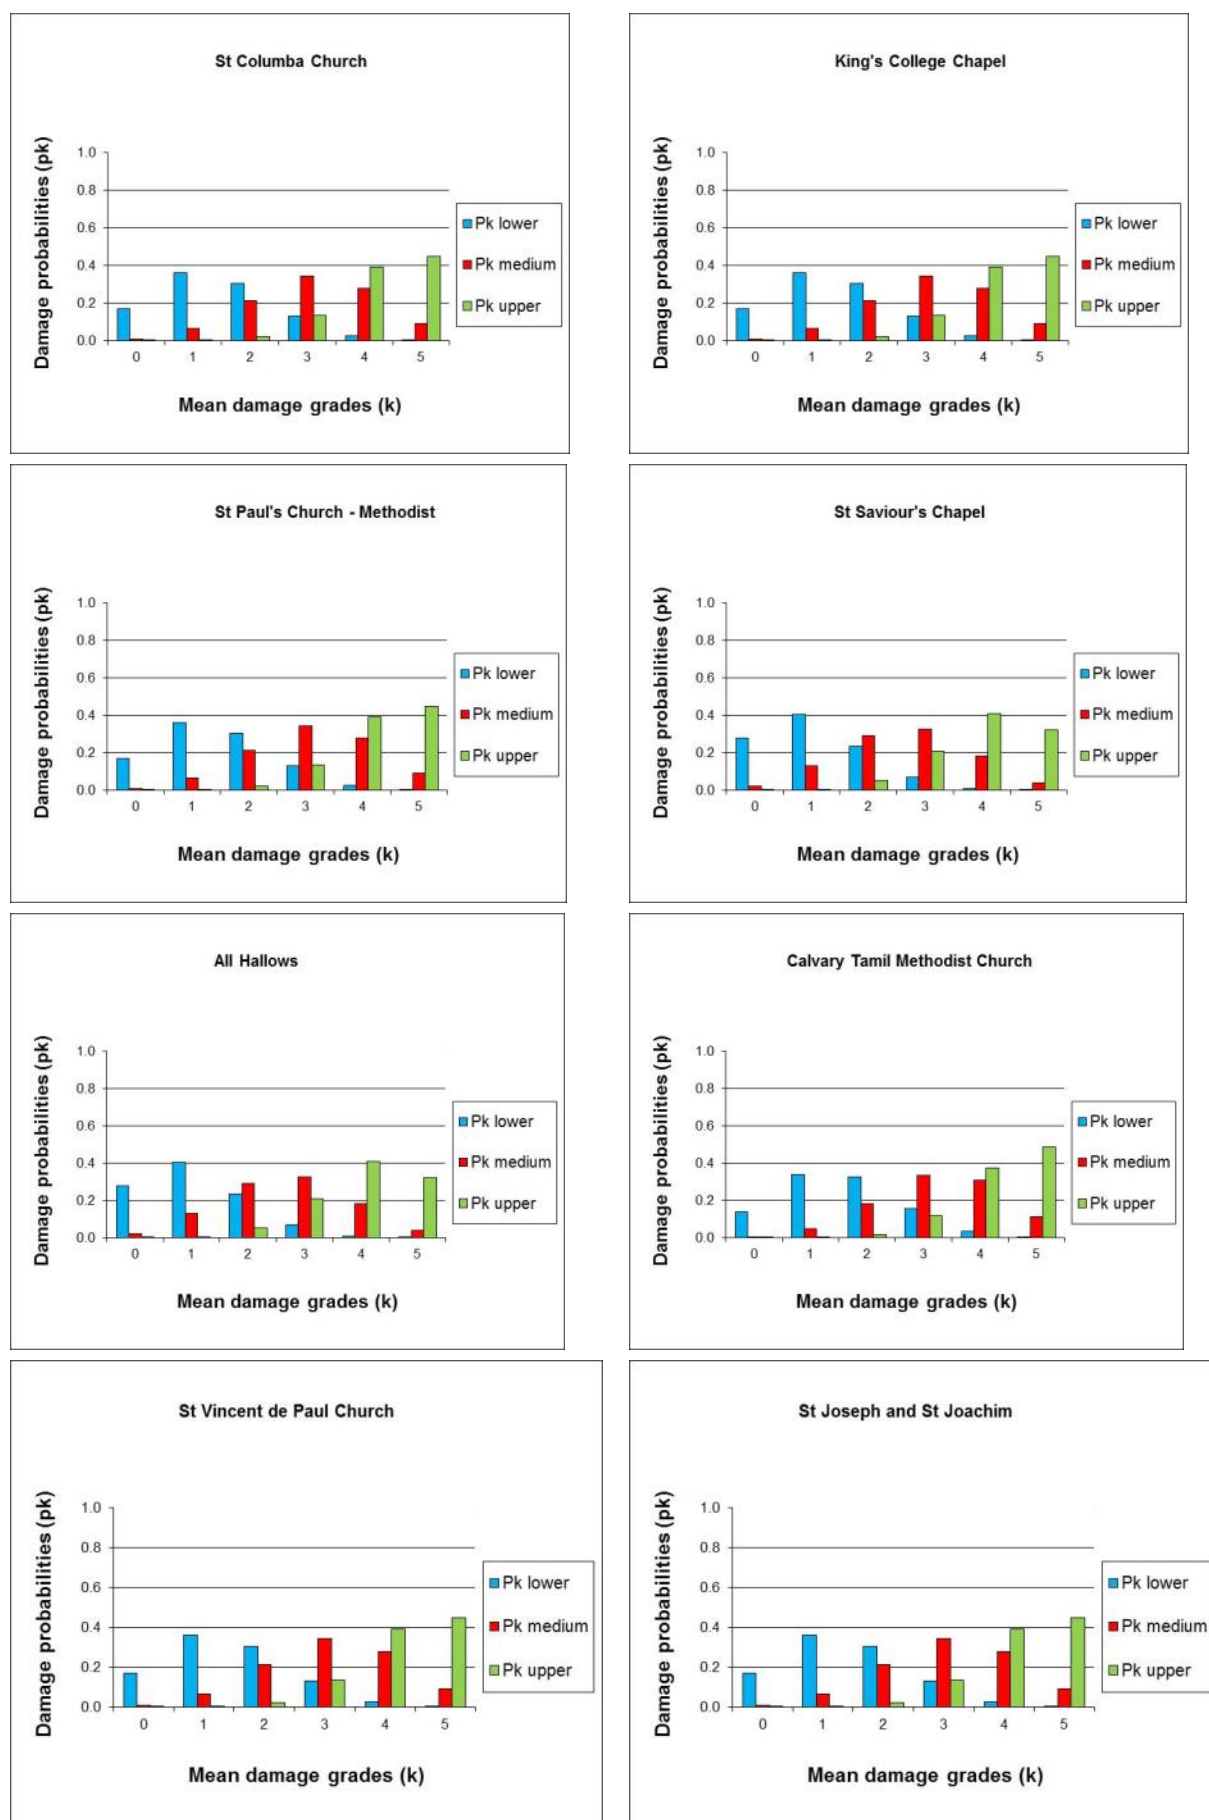 St Columba Church
Damage probabilities (pk)
1.0
0.8
0.6
0.4
0.2
0.0
0 1 2 3 4 5
Mean damage grades (k)
Pk lower
Pk medium
Pk upper
King's College Chapel
Damage probabilities (pk)
1.0
0.8
0.6
0.4
0.2
0.0
0 1 2 3 4 5
Mean damage grades (k)
Pk lower
Pk medium
Pk upper
St Paul's Church - Methodist
Damage probabilities (pk)
1.0
0.8
0.6
0.4
0.2
0.0
0 1 2 3 4 5
Mean damage grades (k)
Pk lower
Pk medium
Pk upper
St Saviour's Chapel
Damage probabilities (pk)
1.0
0.8
0.6
0.4
0.2
0.0
0 1 2 3 4 5
Mean damage grades (k)
Pk lower
Pk medium
Pk upper
All Hallows
Damage probabilities (pk)
1.0
0.8
0.6
0.4
0.2
0.0
0 1 2 3 4 5
Mean damage grades (k)
Pk lower
Pk medium
Pk upper
Calvary Tamil Methodist Church
Damage probabilities (pk)
1.0
0.8
0.6
0.4
0.2
0.0
0 1 2 3 4 5
Mean damage grades (k)
Pk lower
Pk medium
Pk upper
St Vincent de Paul Church
Damage probabilities (pk)
1.0
0.8
0.6
0.4
0.2
0.0
0 1 2 3 4 5
Mean damage grades (k)
Pk lower
Pk medium
Pk upper
St Joseph and St Joachim
Damage probabilities (pk)
1.0
0.8
0.6
0.4
0.2
0.0
0 1 2 3 4 5
Mean damage grades (k)
Pk lower
Pk medium
Pk upper